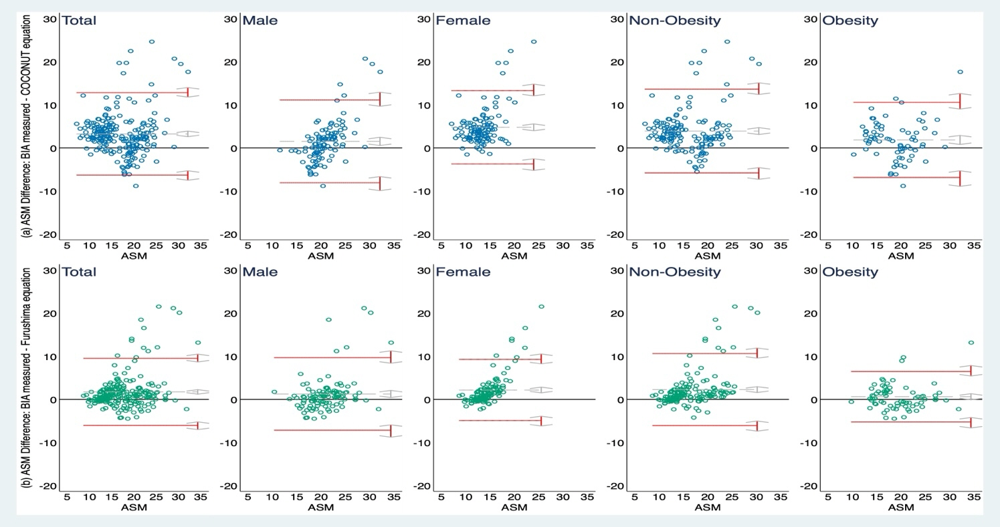 (a) ASM Difference: BIA measured - COCONUT equation
Total
30
20
10
0
-10
-20
5 10 15 20 25 30 35
ASM
Male
30
20
10
0
-10
-20
5 10 15 20 25 30 35
ASM
Female
30
20
10
0
-10
-20
5 10 15 20 25 30 35
ASM
Non-Obesity
30
20
10
0
-10
-20
5 10 15 20 25 30 35
ASM
Obesity
30
20
10
0
-10
-20
5 10 15 20 25 30 35
ASM
(b) ASM Difference: BIA measured - Furushima equation
Total
30
20
10
0
-10
-20
5 10 15 20 25 30 35
ASM
Male
30
20
10
0
-10
-20
5 10 15 20 25 30 35
ASM
Female
30
20
10
0
-10
-20
5 10 15 20 25 30 35
ASM
Non-Obesity
30
20
10
0
-10
-20
5 10 15 20 25 30 35
ASM
Obesity
30
20
10
0
-10
-20
5 10 15 20 25 30 35
ASM